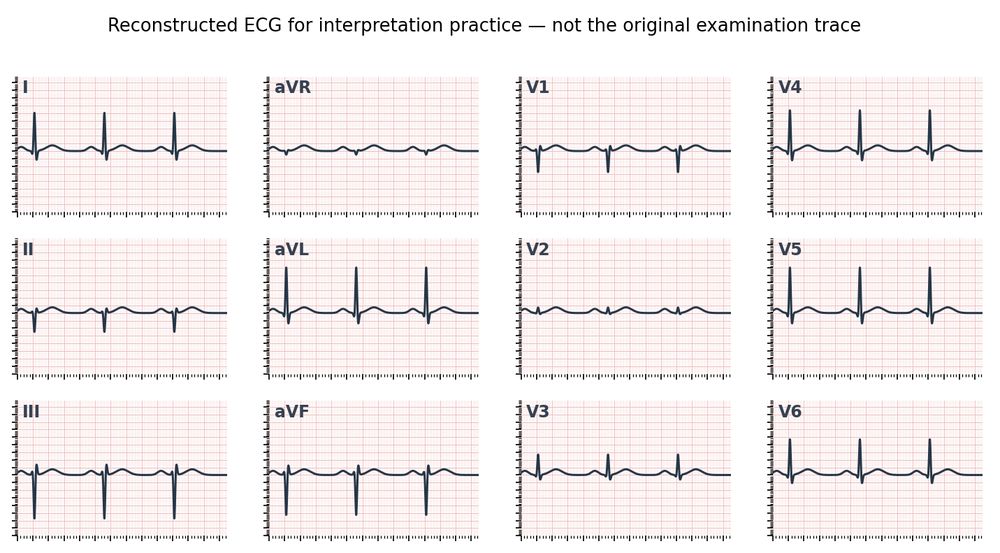 Reconstructed ECG for interpretation practice — not the original examination trace
I
aVR
V1
V4
II
aVL
V2
V5
III
aVF
V3
V6